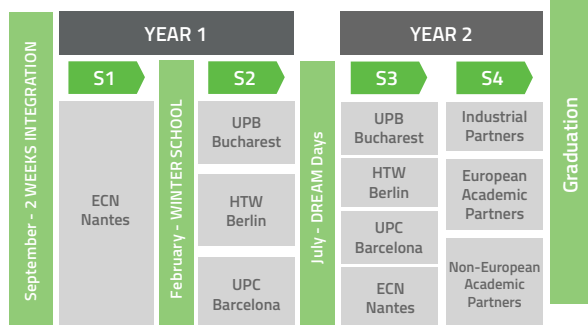 September - 2 WEEKS INTEGRATION
YEAR 1
S1
ECN
Nantes
February - WINTER SCHOOL
S2
UPB
Bucharest
HTW
Berlin
UPC
Barcelona
July - DREAM Days
YEAR 2
S3
UPB
Bucharest
HTW
Berlin
UPC
Barcelona
ECN
Nantes
S4
Industrial
Partners
European
Academic
Partners
Non-European
Academic
Partners
Graduation